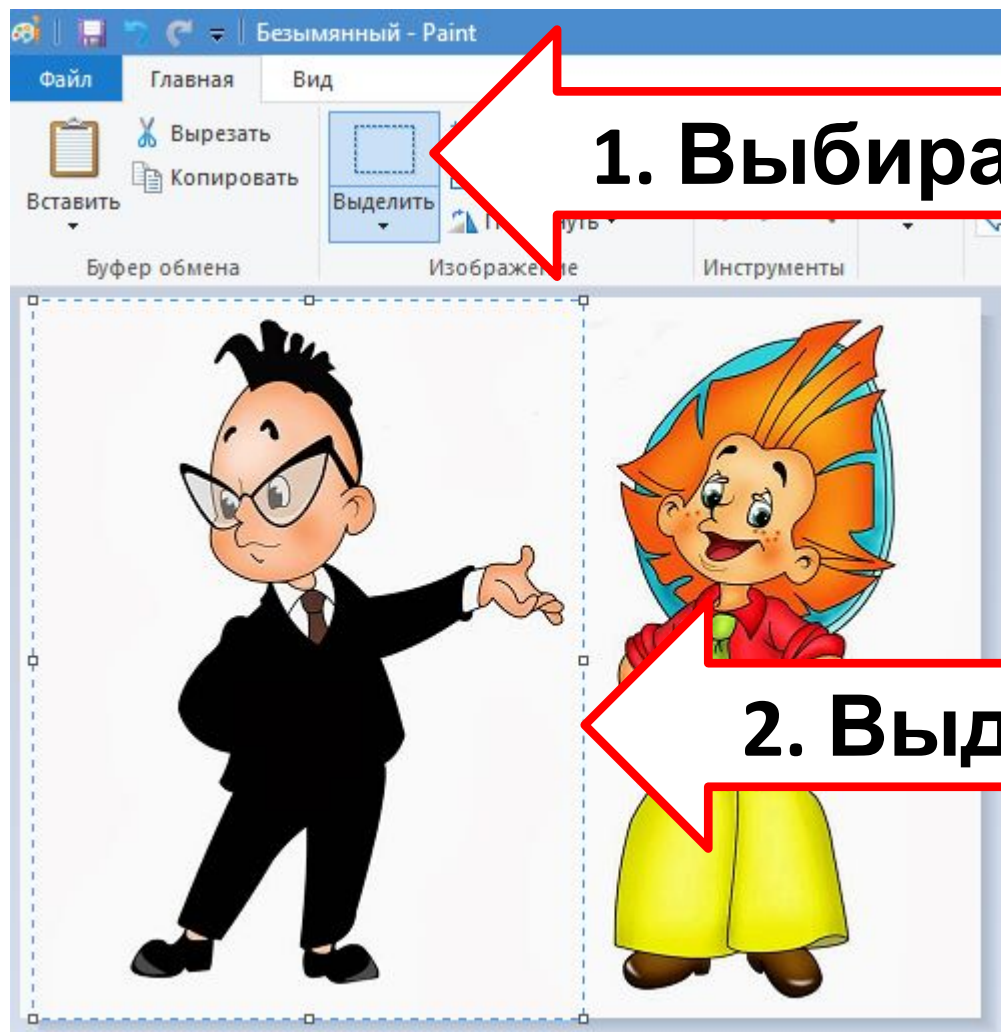 Безымянный - Paint
Файл Главная Вид
1. Выбира
Вырезать
Копировать
Вставить
Выделить
Буфер обмена Изображение Инструменты
2. Выд